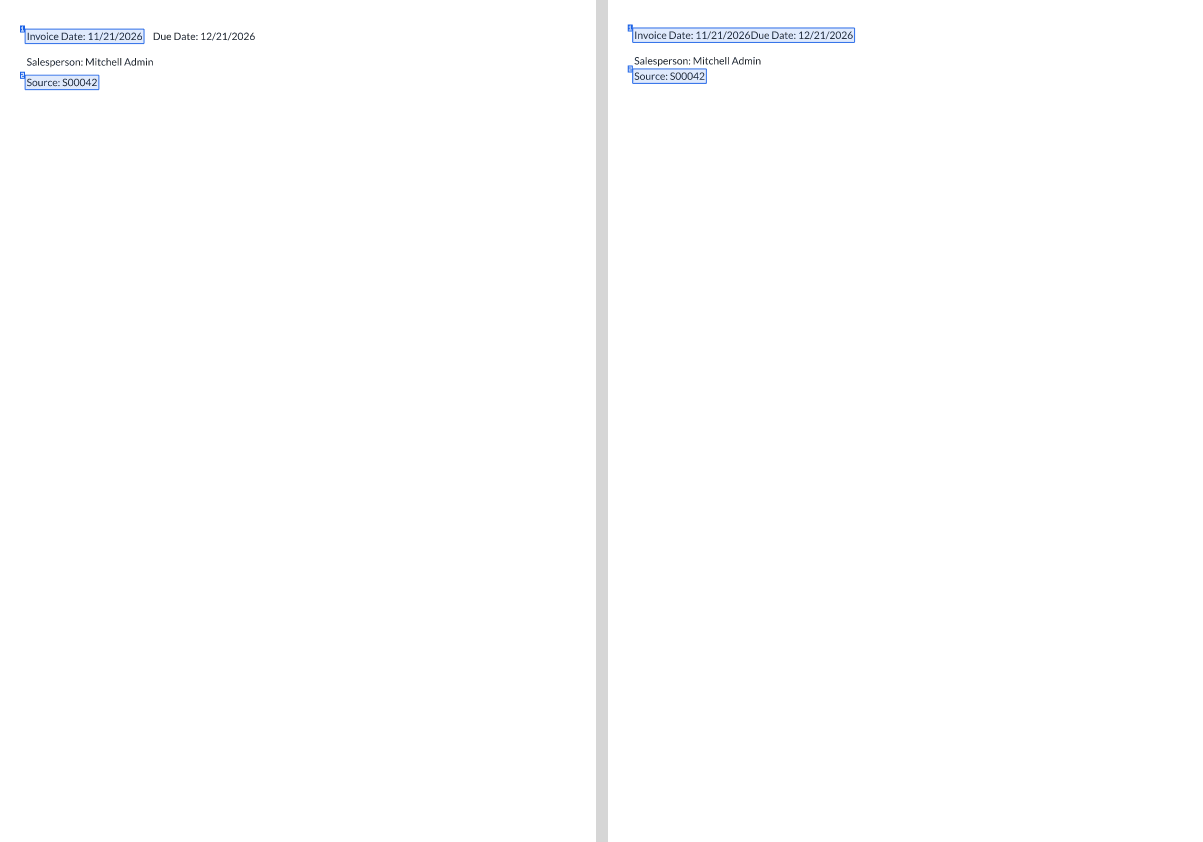 Invoice Date: 11/21/2026 Due Date: 12/21/2026
Salesperson: Mitchell Admin
Source: S00042
Invoice Date: 11/21/2026Due Date: 12/21/2026
Salesperson: Mitchell Admin
Source: S00042